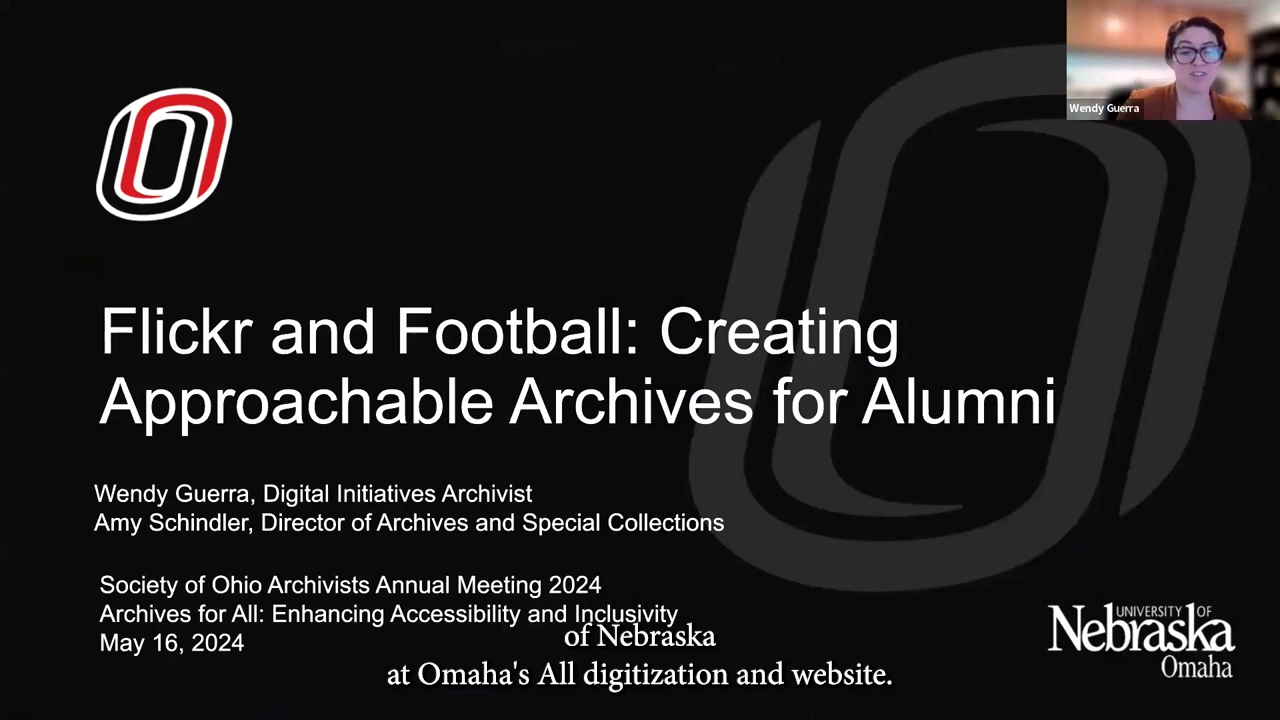 Wendy Guerra
Flickr and Football: Creating
Approachable Archives for Alumni
Wendy Guerra, Digital Initiatives Archivist
Amy Schindler, Director of Archives and Special Collections
Society of Ohio Archivists Annual Meeting 2024
Archives for All: Enhancing Accessibility and Inclusivity
May 16, 2024
of Nebraska
at Omaha's All digitization and website.
UNIVERSITY OF
Nebraska
Omaha